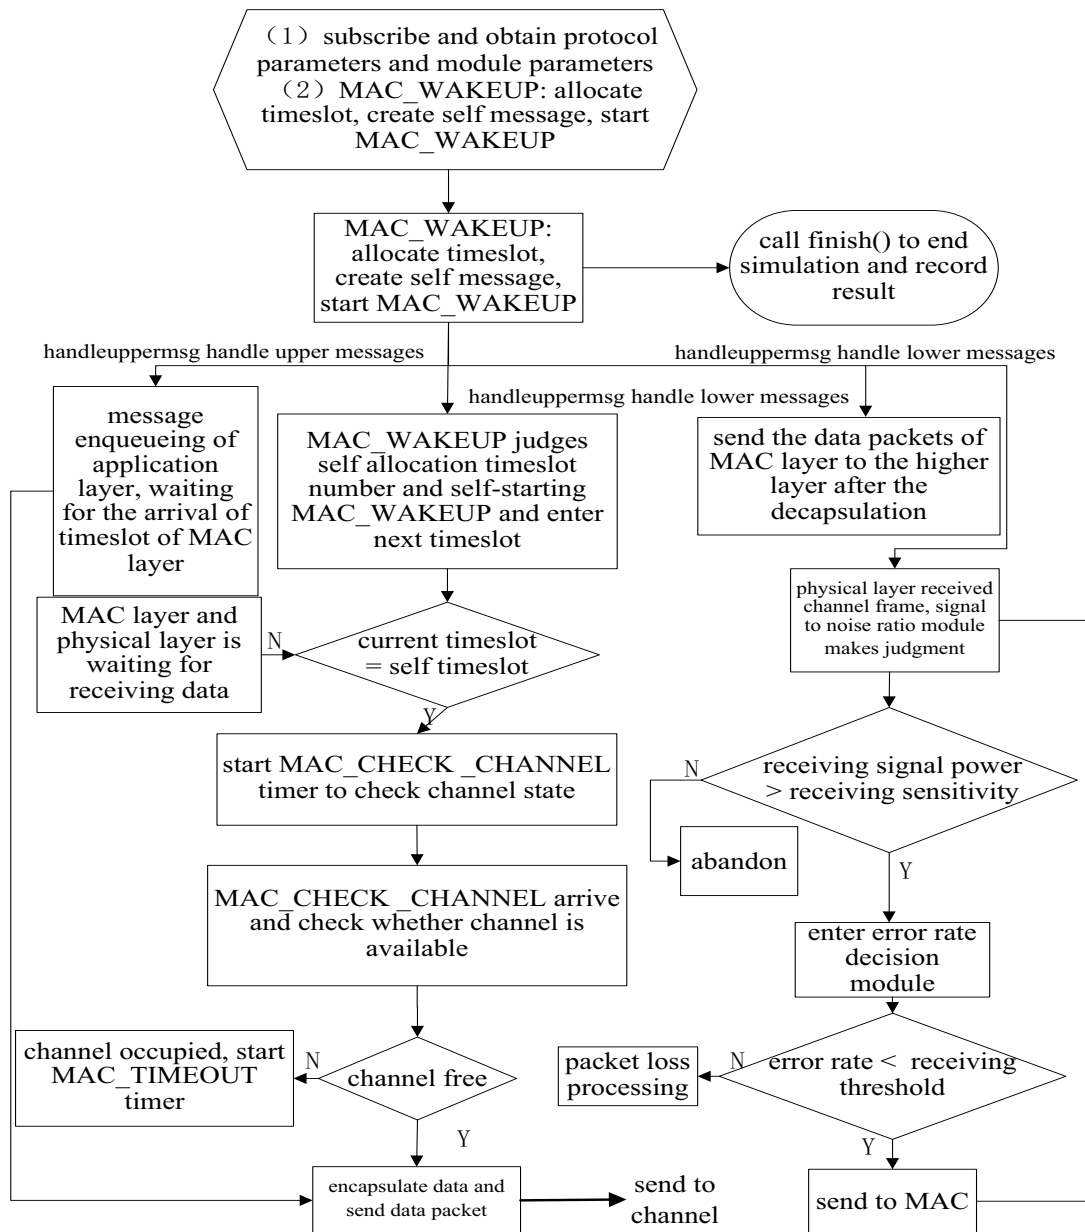 （1）subscribe and obtain protocol
parameters and module parameters
（2）MAC_WAKEUP: allocate
timeslot, create self message, start
MAC_WAKEUP
MAC_WAKEUP:
allocate timeslot,
create self message,
start MAC_WAKEUP
call finish() to end
simulation and record
result
handleuppermsg handle upper messages
handleuppermsg handle lower messages
handleuppermsg handle lower messages
message
enqueueing of
application
layer, waiting
for the arrival of
timeslot of MAC
layer
MAC_WAKEUP judges
self allocation timeslot
number and self-starting
MAC_WAKEUP and enter
next timeslot
send the data packets of
MAC layer to the higher
layer after the
decapsulation
physical layer received
channel frame, signal
to noise ratio module
makes judgment
MAC layer and
physical layer is
waiting for
receiving data
N
current timeslot
= self timeslot
Y
start MAC_CHECK _CHANNEL
timer to check channel state
N
receiving signal power
> receiving sensitivity
abandon
Y
MAC_CHECK _CHANNEL arrive
and check whether channel is
available
enter error rate
decision
module
channel occupied, start
MAC_TIMEOUT
timer
N
channel free
Y
packet loss
processing
N
error rate < receiving
threshold
Y
encapsulate data and
send data packet
send to
channel
send to MAC